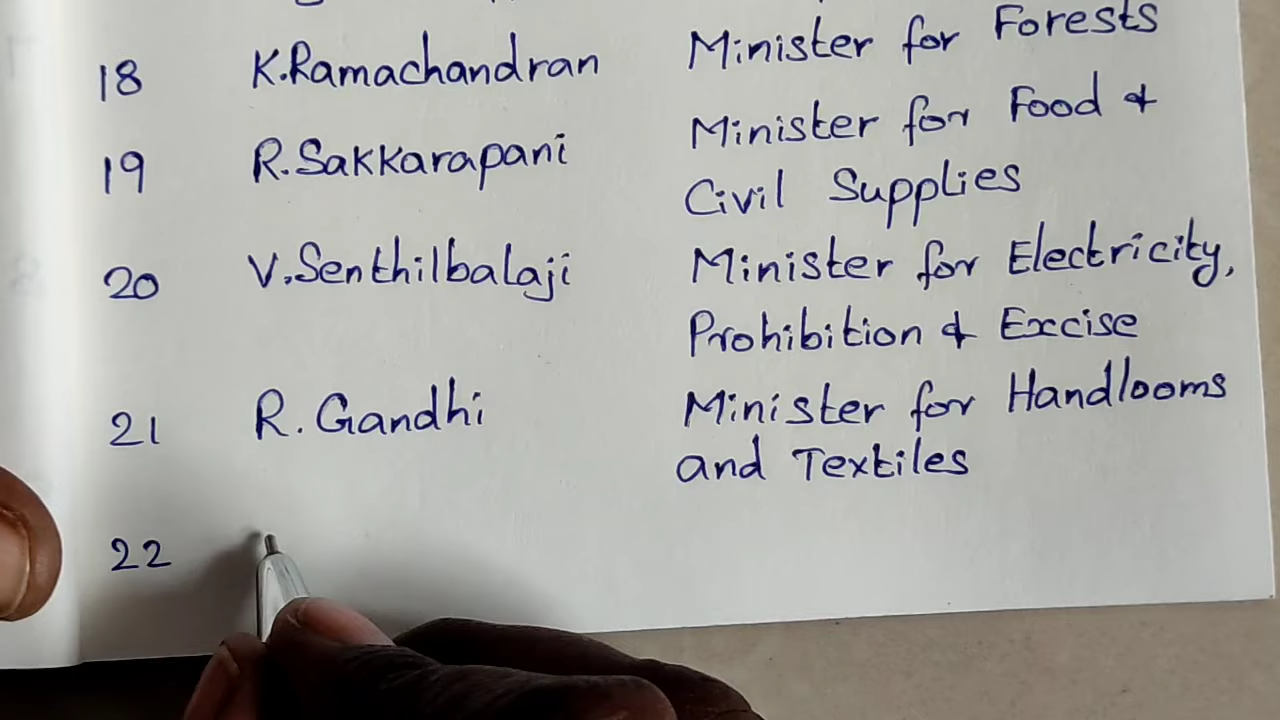 18 K.Ramachandran Minister for Forests
19 R.Sakkarapani Minister for Food &
Civil Supplies
20 V.Senthilbalaji Minister for Electricity,
Prohibition & Excise
21 R.Gandhi Minister for Handlooms
and Textiles
22